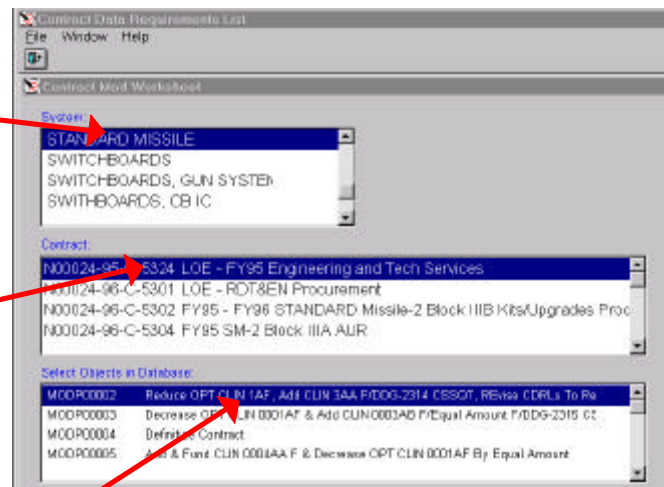 Contract Data Requirements List
File Window Help
Contract Mod Worksheet
System:
STANDARD MISSILE
SWITCHBOARDS
SWITCHBOARDS, GUN SYSTEM
SWITHBOARDS, CB IC
Contract:
N00024-95-C-5324 LOE - FY95 Engineering and Tech Services
N00024-96-C-5301 LOE - RDT&EN Procurement
N00024-96-C-5302 FY95 - FY96 STANDARD Missile-2 Block IIIB Kits/Upgrades Proc
N00024-96-C-5304 FY95 SM-2 Block IIIA AUR
Select Objects in Database:
MODP00002 Reduce OPT CLIN 1AF, Add CLIN 3AA F/DDG-2314 CSSOT, REvise CDRLs To Re
MODP00003 Decrease OPT CLIN 0001AF & Add CLIN 0003AB F/Equal Amount F/DDG-2315 CS
MODP00004 Definitize Contract
MODP00005 Add & Fund CLIN 0004AA F & Decrease OPT CLIN 0001AF By Equal Amount